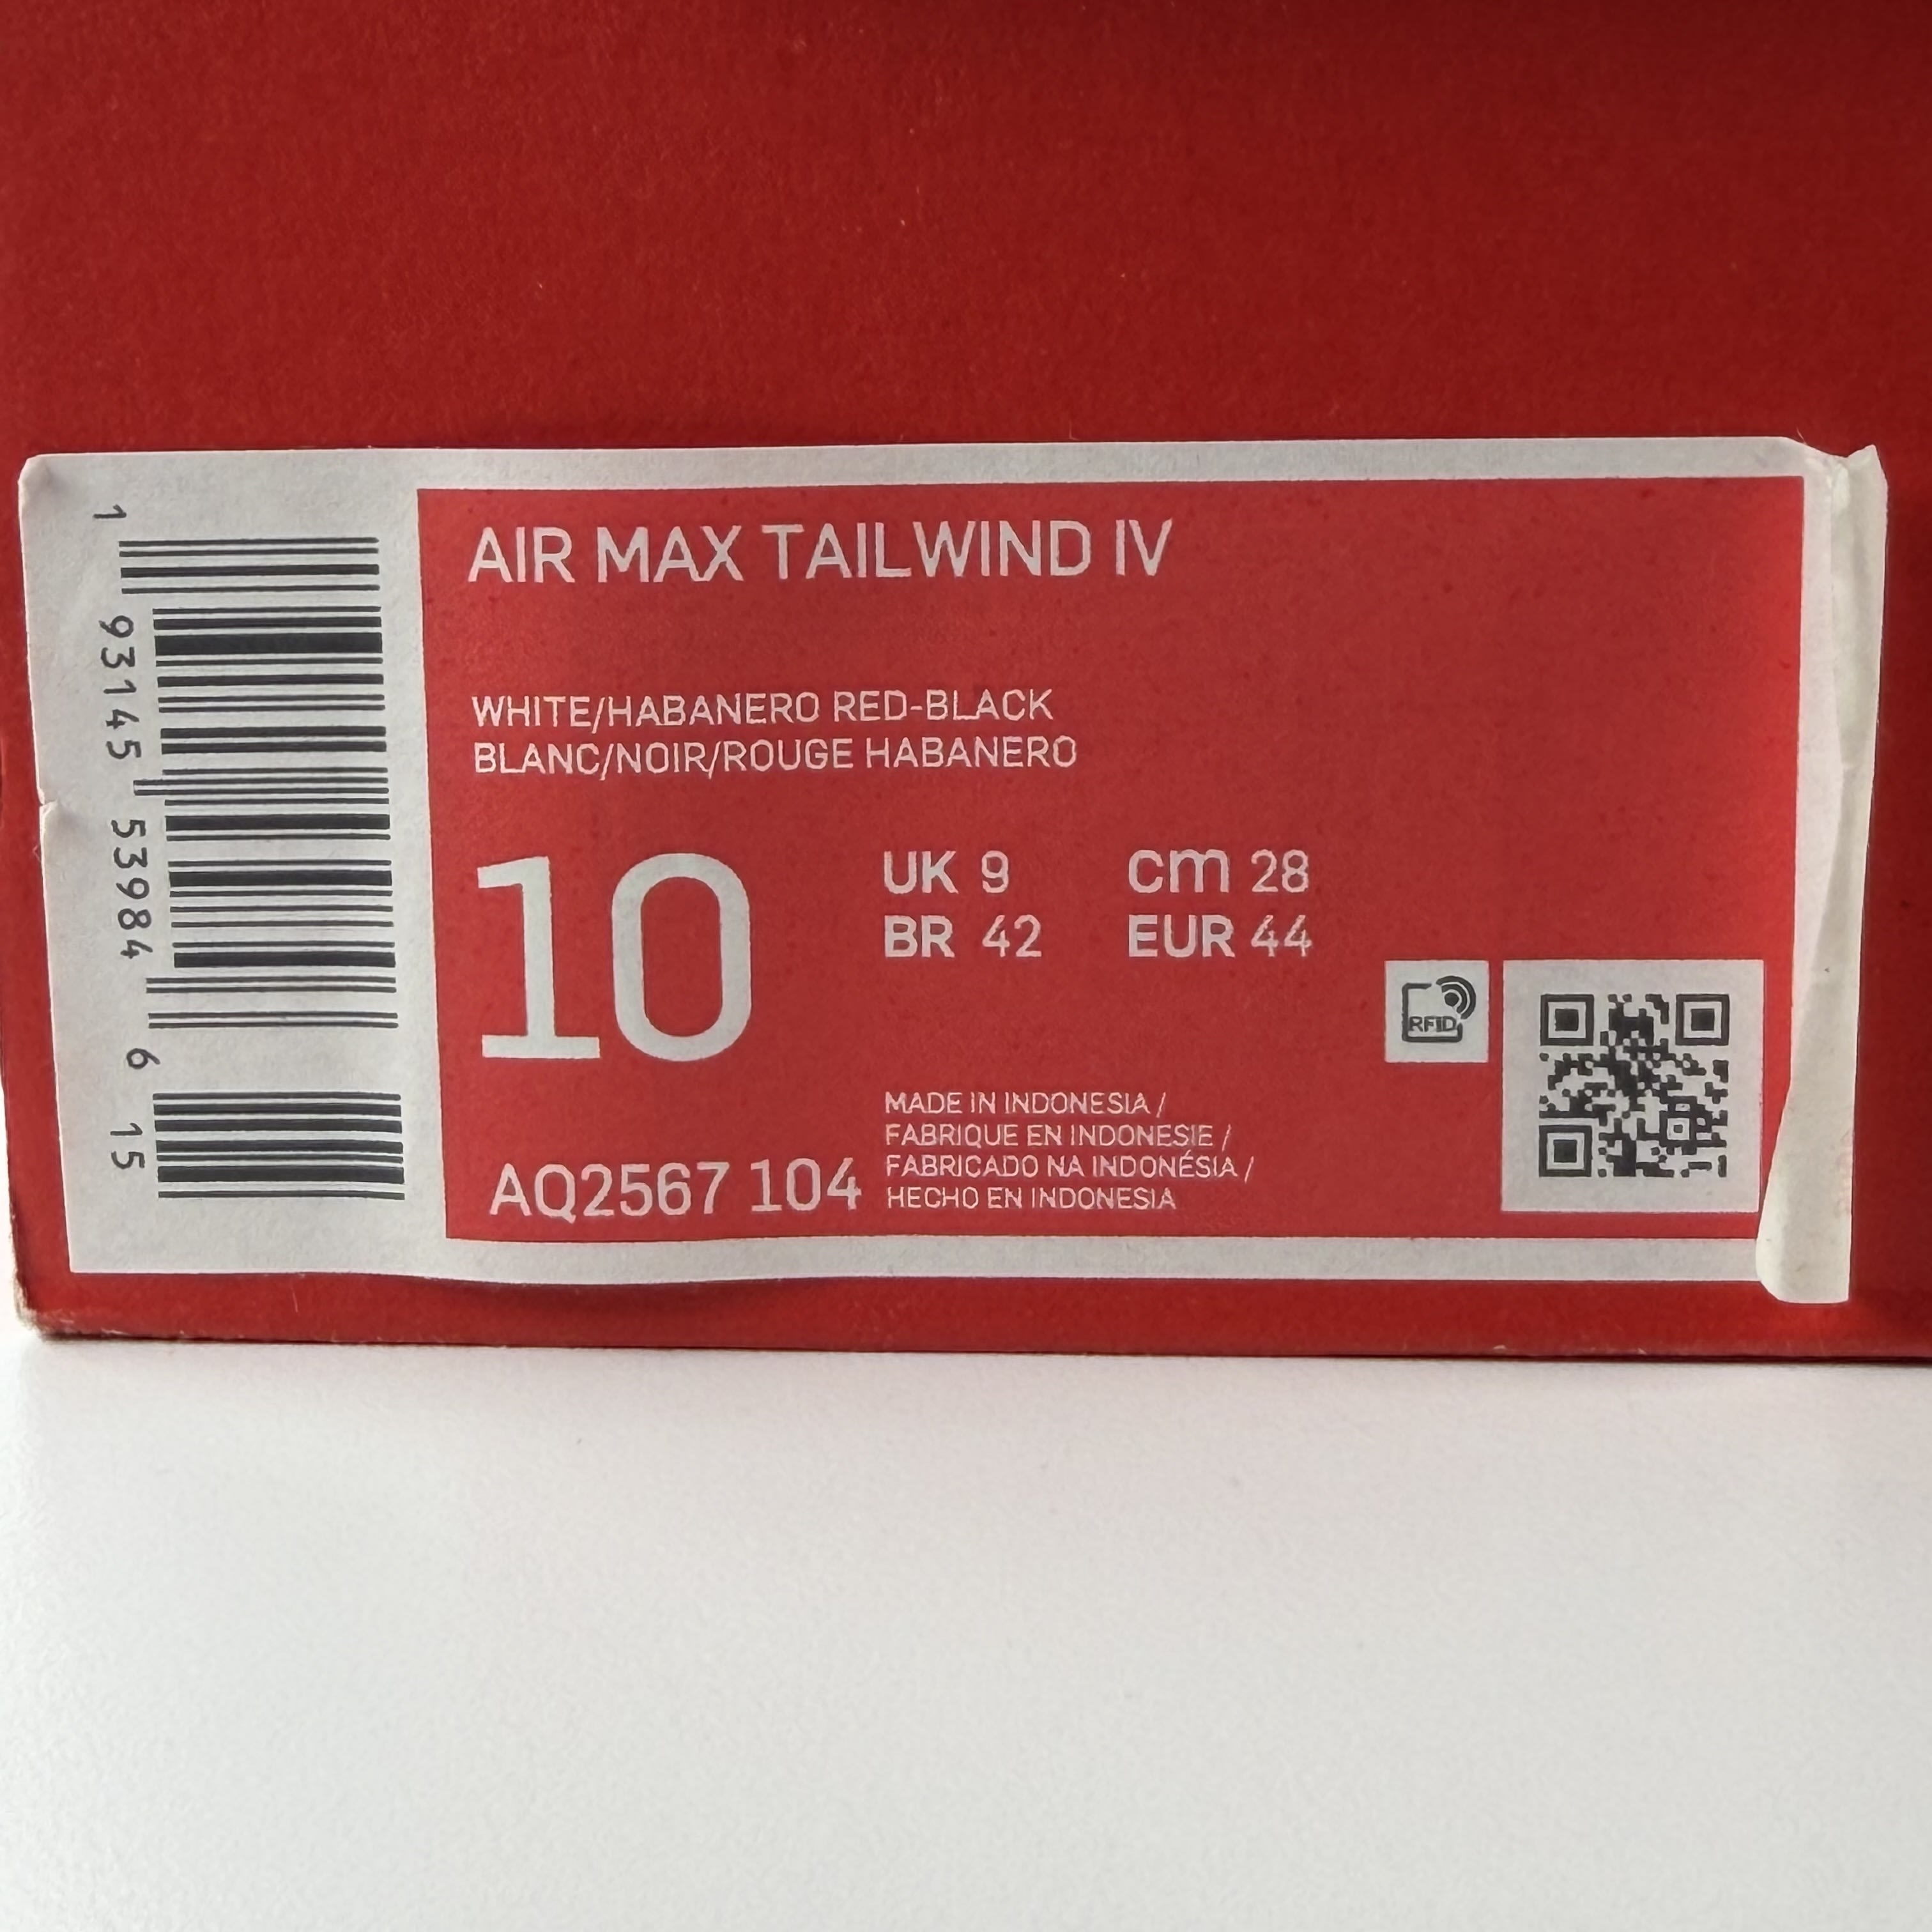 1 93145 53984 6 15
AIR MAX TAILWIND IV
WHITE/HABANERO RED-BLACK
BLANC/NOIR/ROUGE HABANERO
10
UK 9 cm 28
BR 42 EUR 44
RFID
AQ2567 104
MADE IN INDONESIA /
FABRIQUE EN INDONESIE /
FABRICADO NA INDONÉSIA /
HECHO EN INDONESIA